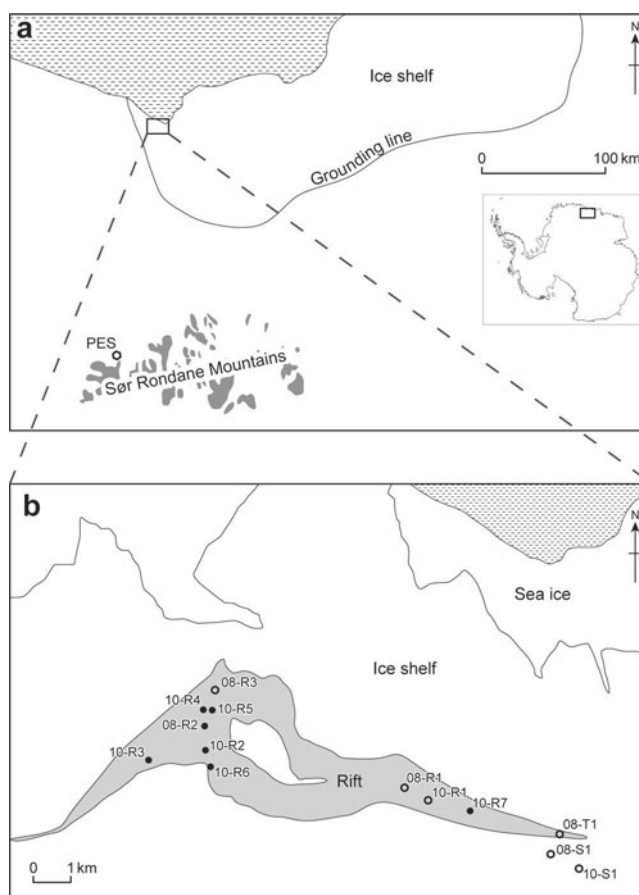 a
N
Ice shelf
Grounding line
0 100 km
PES
Sør Rondane Mountains
b
N
Sea ice
Ice shelf
08-R3
10-R4
10-R5
08-R2
10-R2
10-R3
10-R6
Rift
08-R1
10-R1
10-R7
08-T1
08-S1
10-S1
0 1 km